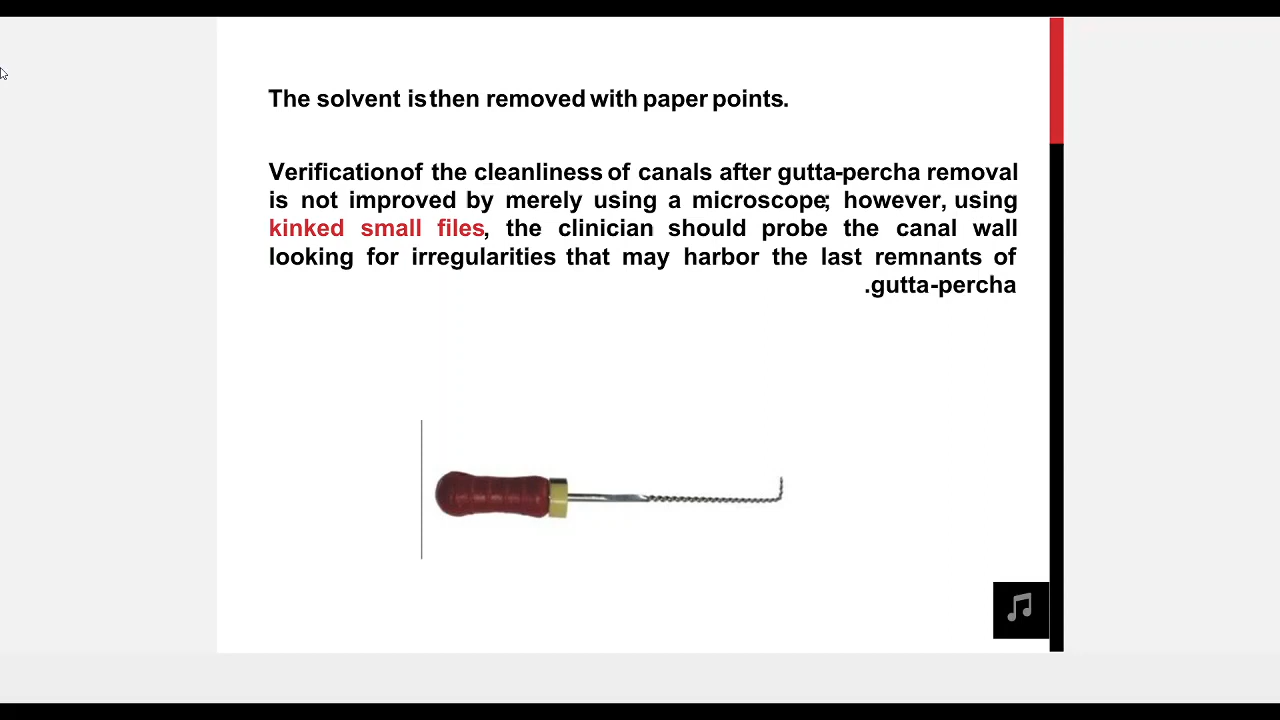 The solvent is then removed with paper points.
Verification of the cleanliness of canals after gutta-percha removal
is not improved by merely using a microscope; however, using
kinked small files, the clinician should probe the canal wall
looking for irregularities that may harbor the last remnants of
.gutta-percha